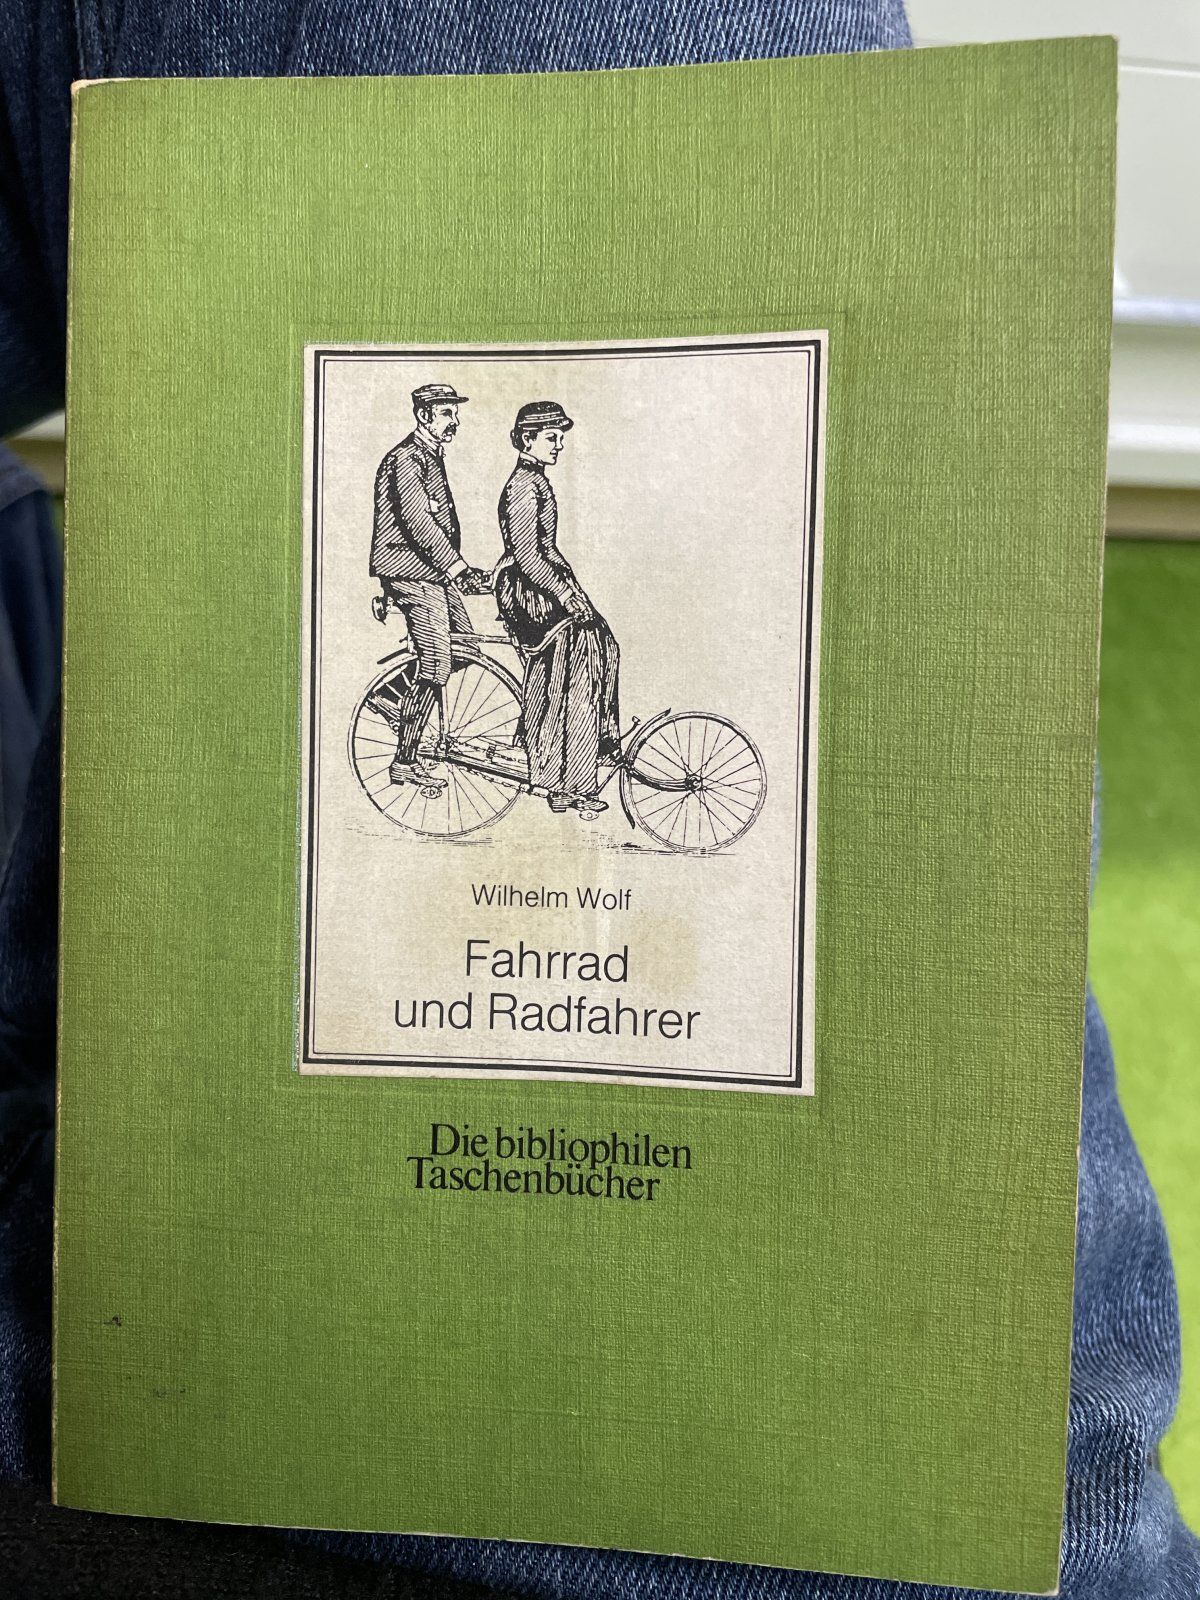 Wilhelm Wolf
Fahrrad
und Radfahrer
Die bibliophilen
Taschenbücher